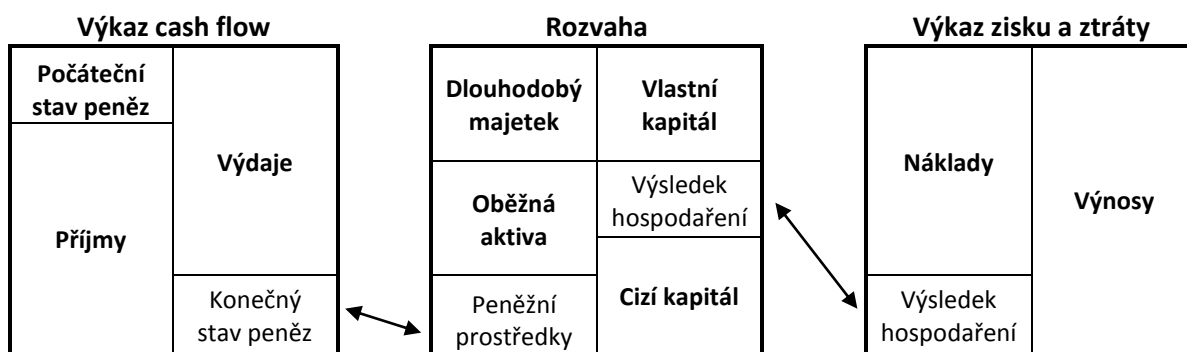 Výkaz cash flow
Počáteční
stav peněz
Příjmy
Výdaje
Konečný
stav peněz
Rozvaha
Dlouhodobý
majetek
Oběžná
aktiva
Peněžní
prostředky
Vlastní
kapitál
Výsledek
hospodaření
Cizí kapitál
Výkaz zisku a ztráty
Náklady
Výsledek
hospodaření
Výnosy